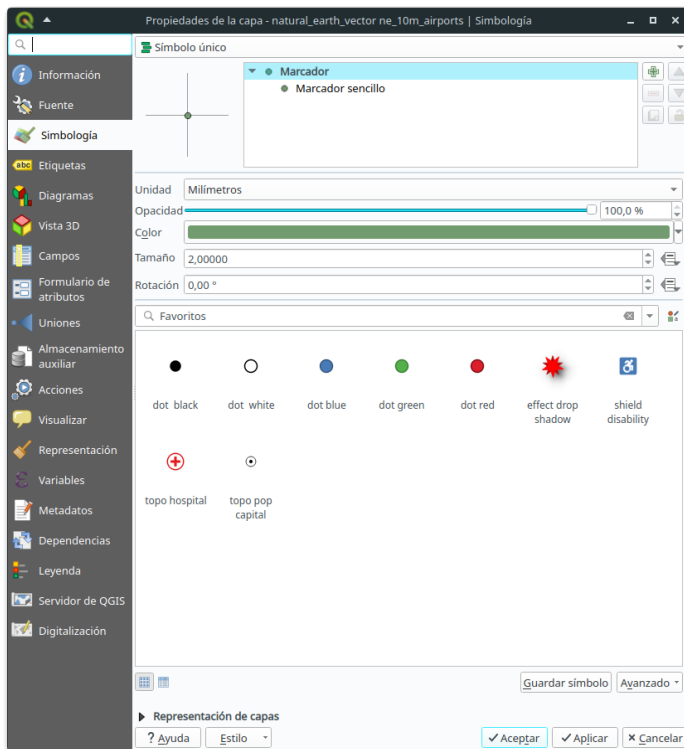 Propiedades de la capa - natural_earth_vector ne_10m_airports | Simbología
Información
Fuente
Simbología
abc Etiquetas
Diagramas
Vista 3D
Campos
Formulario de
atributos
Uniones
Almacenamiento
auxiliar
Acciones
Visualizar
Representación
Variables
Metadatos
Dependencias
Leyenda
Servidor de QGIS
Digitalización
Símbolo único
Marcador
Marcador sencillo
Unidad Milímetros
Opacidad 100,0 %
Color
Tamaño 2,00000
Rotación 0,00 °
Favoritos
dot black dot white dot blue dot green dot red effect drop shield
shadow disability
topo hospital topo pop
capital
Guardar símbolo Avanzado
Representación de capas
? Ayuda Estilo Aceptar Aplicar Cancelar